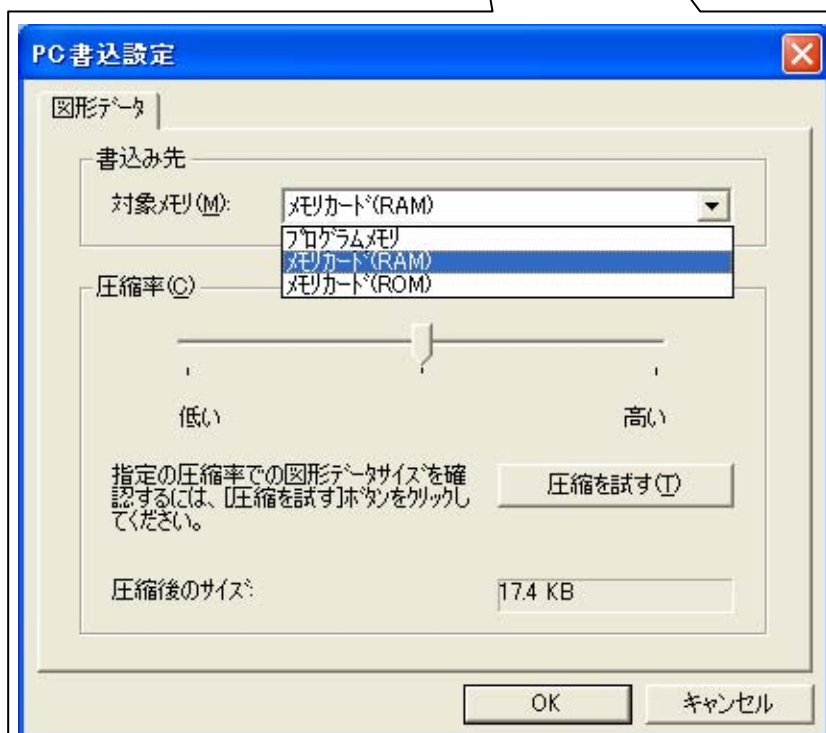 PC書込設定
図形ﾃﾞｰﾀ
書込み先
対象ﾒﾓﾘ(M):
ﾒﾓﾘｶｰﾄﾞ(RAM)
ﾌﾟﾛｸﾞﾗﾑﾒﾓﾘ
ﾒﾓﾘｶｰﾄﾞ(RAM)
ﾒﾓﾘｶｰﾄﾞ(ROM)
圧縮率(C)
低い
高い
指定の圧縮率での図形ﾃﾞｰﾀｻｲｽﾞを確
認するには、[圧縮を試す]ﾎﾞﾀﾝをｸﾘｯｸし
てください。
圧縮を試す(T)
圧縮後のｻｲｽﾞ:
17.4 KB
OK
キャンセル